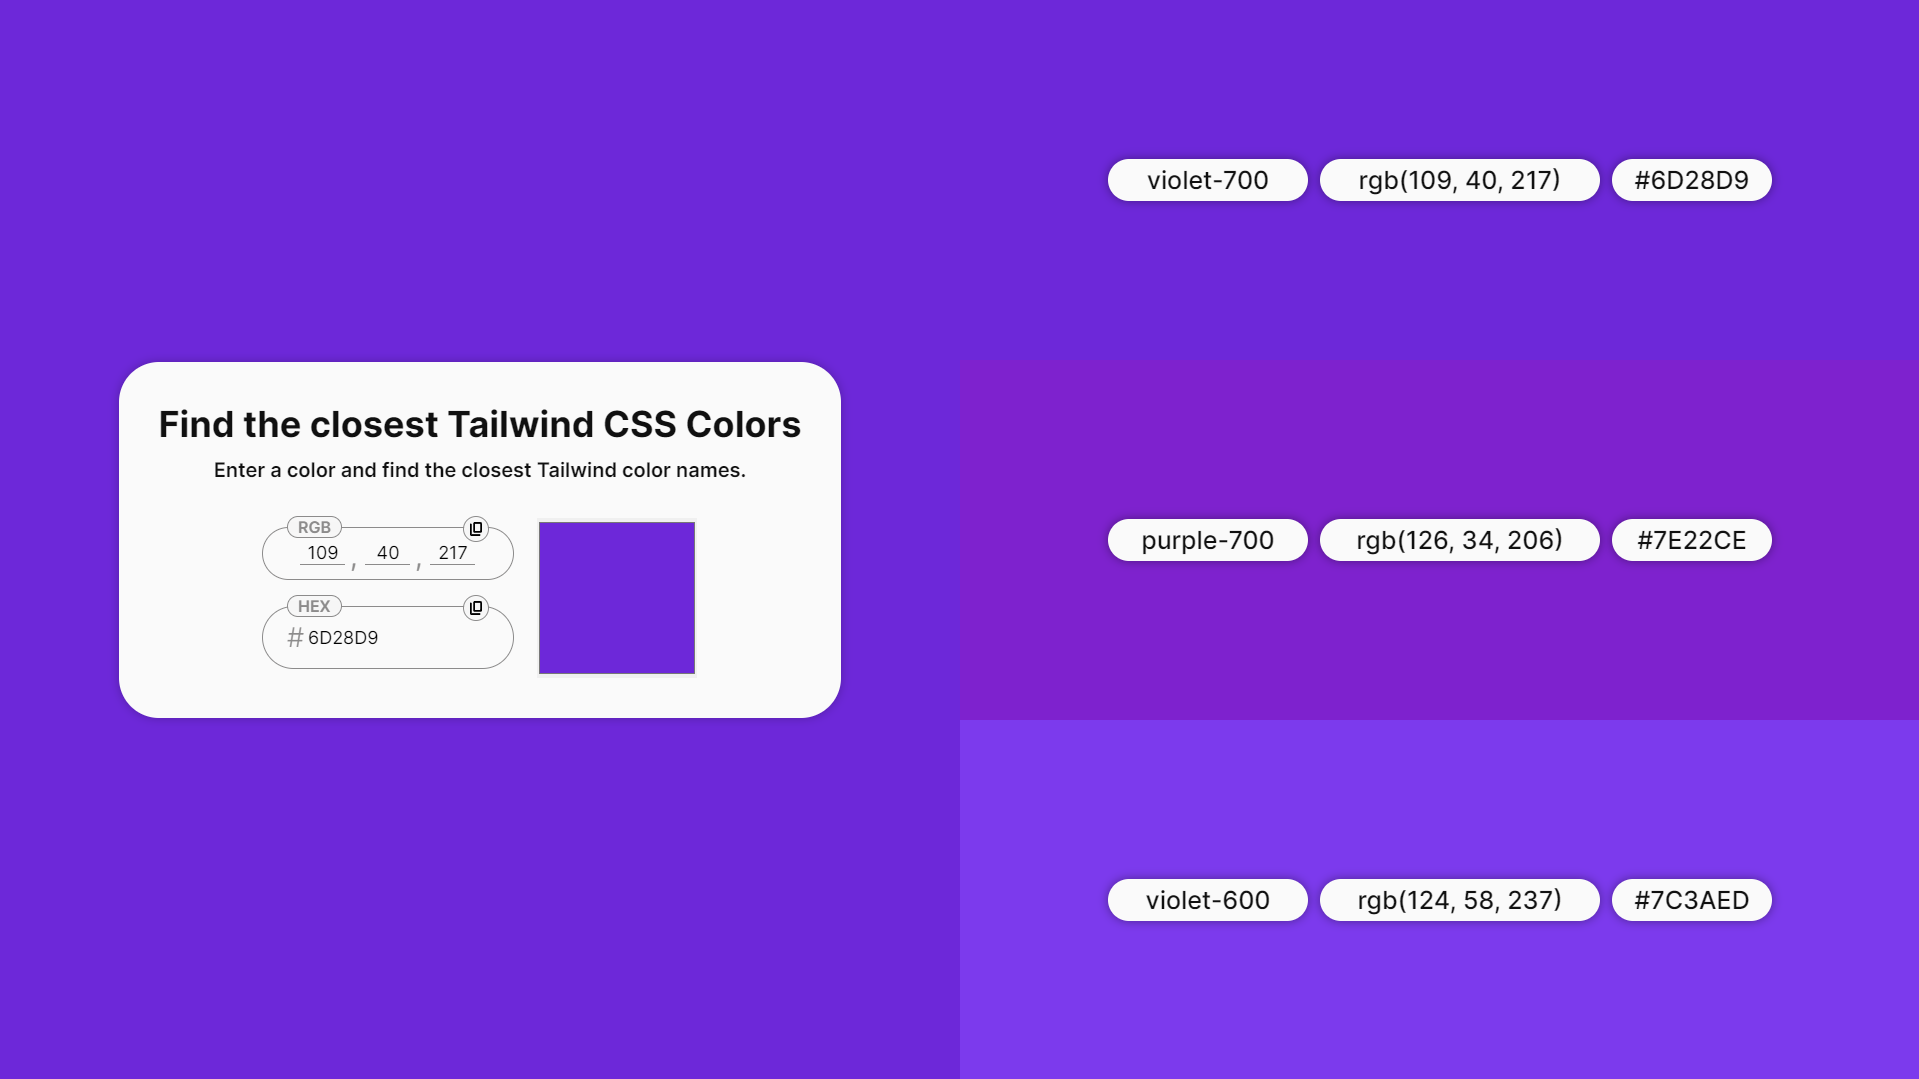 Find the closest Tailwind CSS Colors
Enter a color and find the closest Tailwind color names.
RGB
109 , 40 , 217
HEX
# 6D28D9
violet-700 rgb(109, 40, 217) #6D28D9
purple-700 rgb(126, 34, 206) #7E22CE
violet-600 rgb(124, 58, 237) #7C3AED